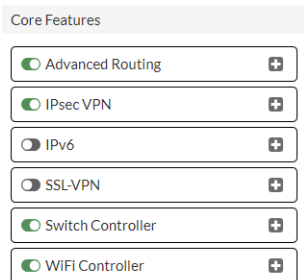 Core Features
Advanced Routing
IPsec VPN
IPv6
SSL-VPN
Switch Controller
WiFi Controller